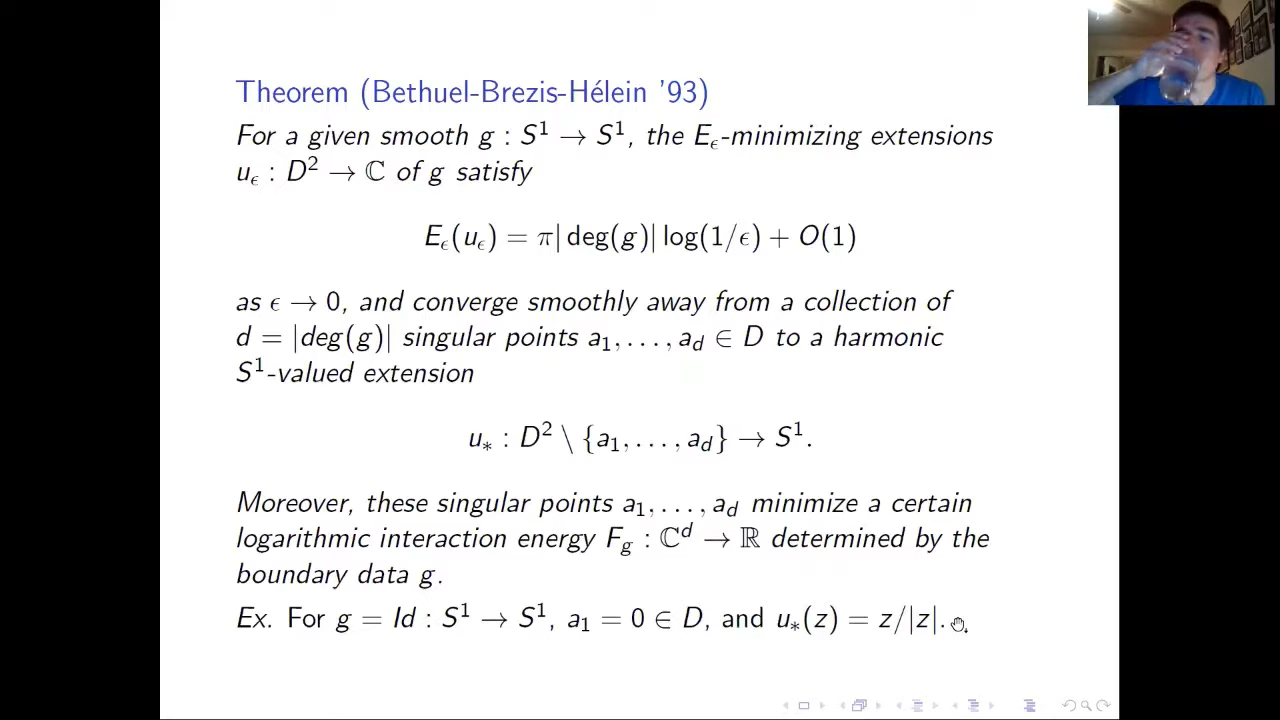 Theorem (Bethuel-Brezis-Hélein '93)
For a given smooth g : S¹ → S¹, the E_ϵ-minimizing extensions
u_ϵ : D² → ℂ of g satisfy
E_ϵ(u_ϵ) = π| deg(g)| log(1/ϵ) + O(1)
as ϵ → 0, and converge smoothly away from a collection of
d = |deg(g)| singular points a₁, . . . , a_d ∈ D to a harmonic
S¹-valued extension
u_* : D² \ {a₁, . . . , a_d} → S¹.
Moreover, these singular points a₁, . . . , a_d minimize a certain
logarithmic interaction energy F_g : ℂ^d → ℝ determined by the
boundary data g.
Ex. For g = Id : S¹ → S¹, a₁ = 0 ∈ D, and u_*(z) = z/|z|.